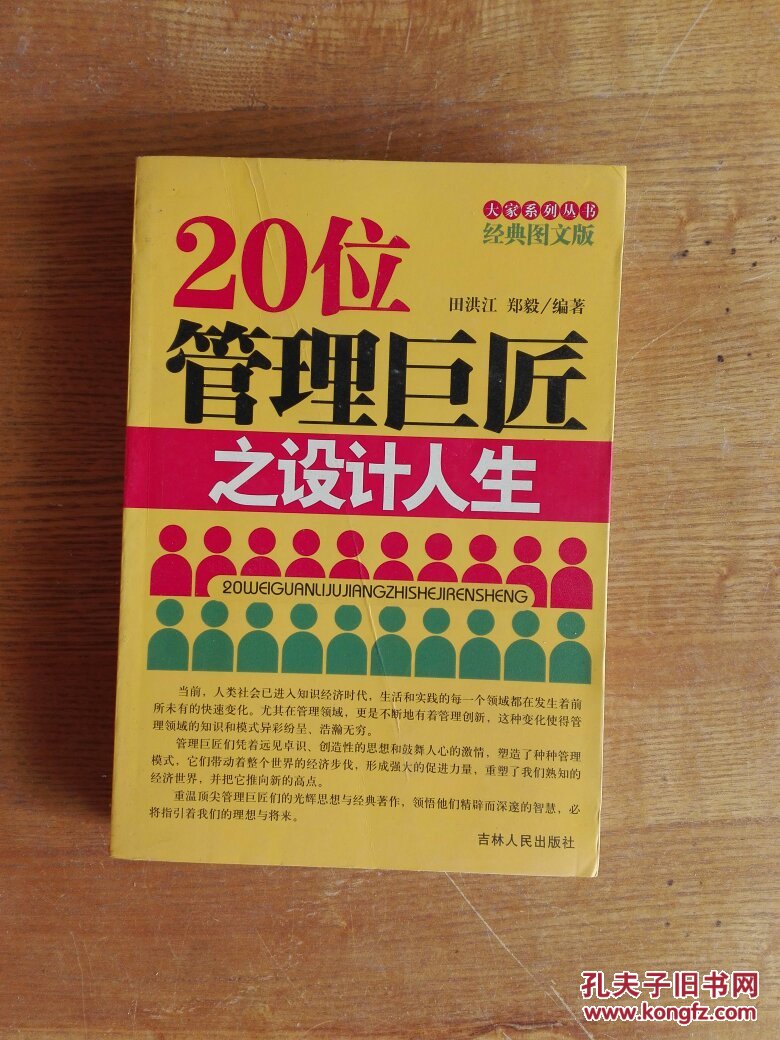 大家系列丛书
经典图文版
20位
田洪江 郑毅/编著
管理巨匠
之设计人生
20WEIGUANLIJUJIANGZHISHEJIRENSHENG
当前，人类社会已进入知识经济时代，生活和实践的每一个领域都在发生着前
所未有的快速变化。尤其在管理领域，更是不断地有着管理创新，这种变化使得管
理领域的知识和模式异彩纷呈、浩瀚无穷。
管理巨匠们凭着远见卓识、创造性的思想和鼓舞人心的激情，塑造了种种管理
模式，它们带动着整个世界的经济步伐，形成强大的促进力量，重塑了我们熟知的
经济世界，并把它推向新的高点。
重温顶尖管理巨匠们的光辉思想与经典著作，领悟他们精辟而深邃的智慧，必
将指引着我们的理想与将来。
吉林人民出版社
孔夫子旧书网
www.kongfz.com